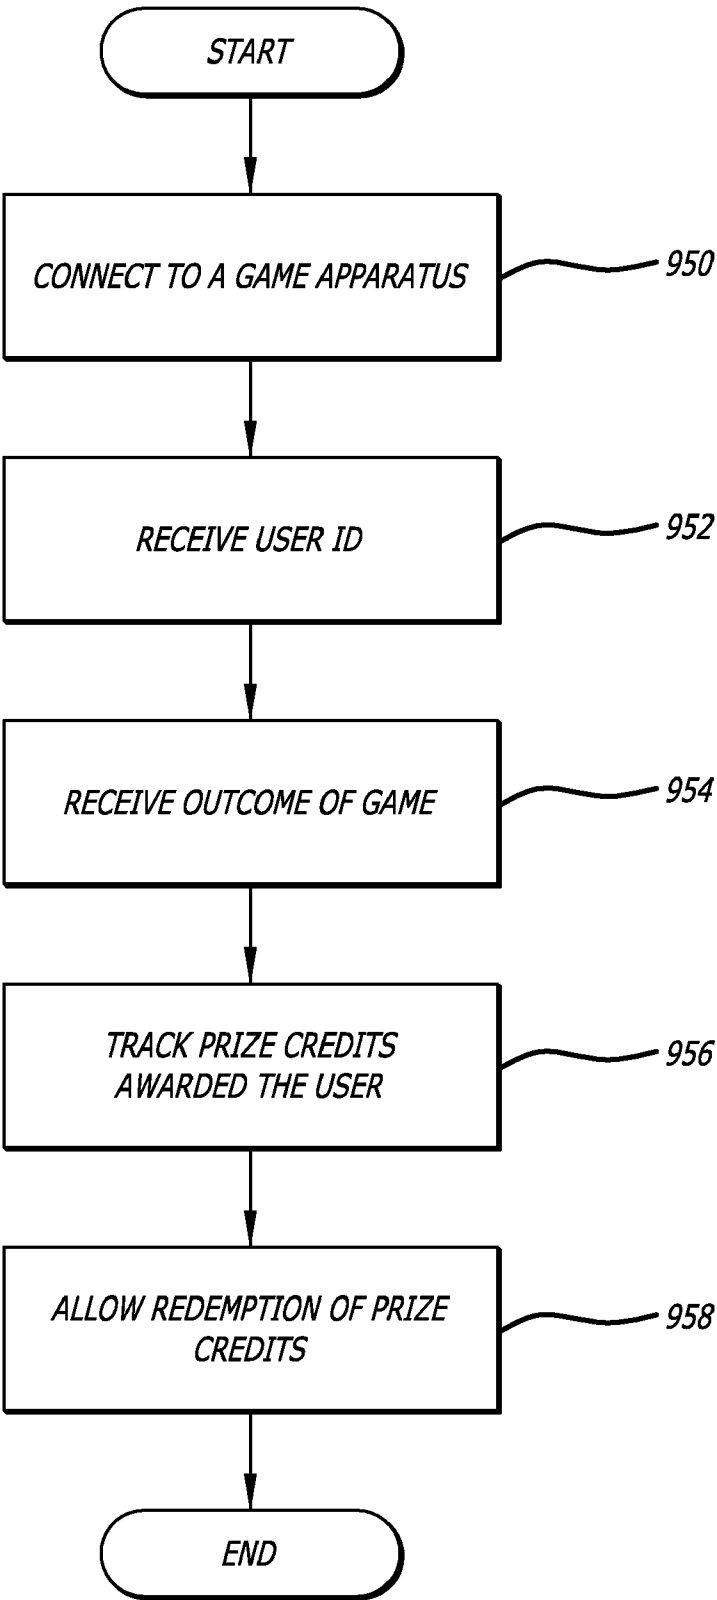 START
CONNECT TO A GAME APPARATUS
950
RECEIVE USER ID
952
RECEIVE OUTCOME OF GAME
954
TRACK PRIZE CREDITS
AWARDED THE USER
956
ALLOW REDEMPTION OF PRIZE
CREDITS
958
END